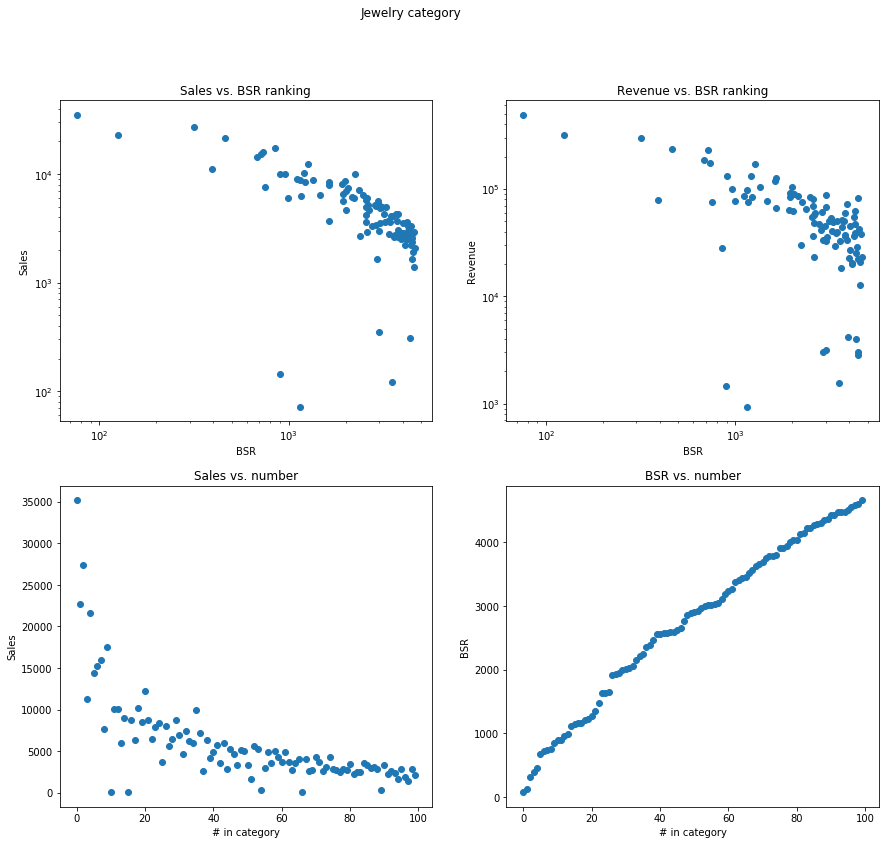 Jewelry category
Sales vs. BSR ranking
10^4
10^3
10^2
Sales
10^2
10^3
BSR
Revenue vs. BSR ranking
10^5
10^4
10^3
Revenue
10^2
10^3
BSR
Sales vs. number
35000
30000
25000
20000
15000
10000
5000
0
Sales
0 20 40 60 80 100
# in category
BSR vs. number
4000
3000
2000
1000
0
BSR
0 20 40 60 80 100
# in category